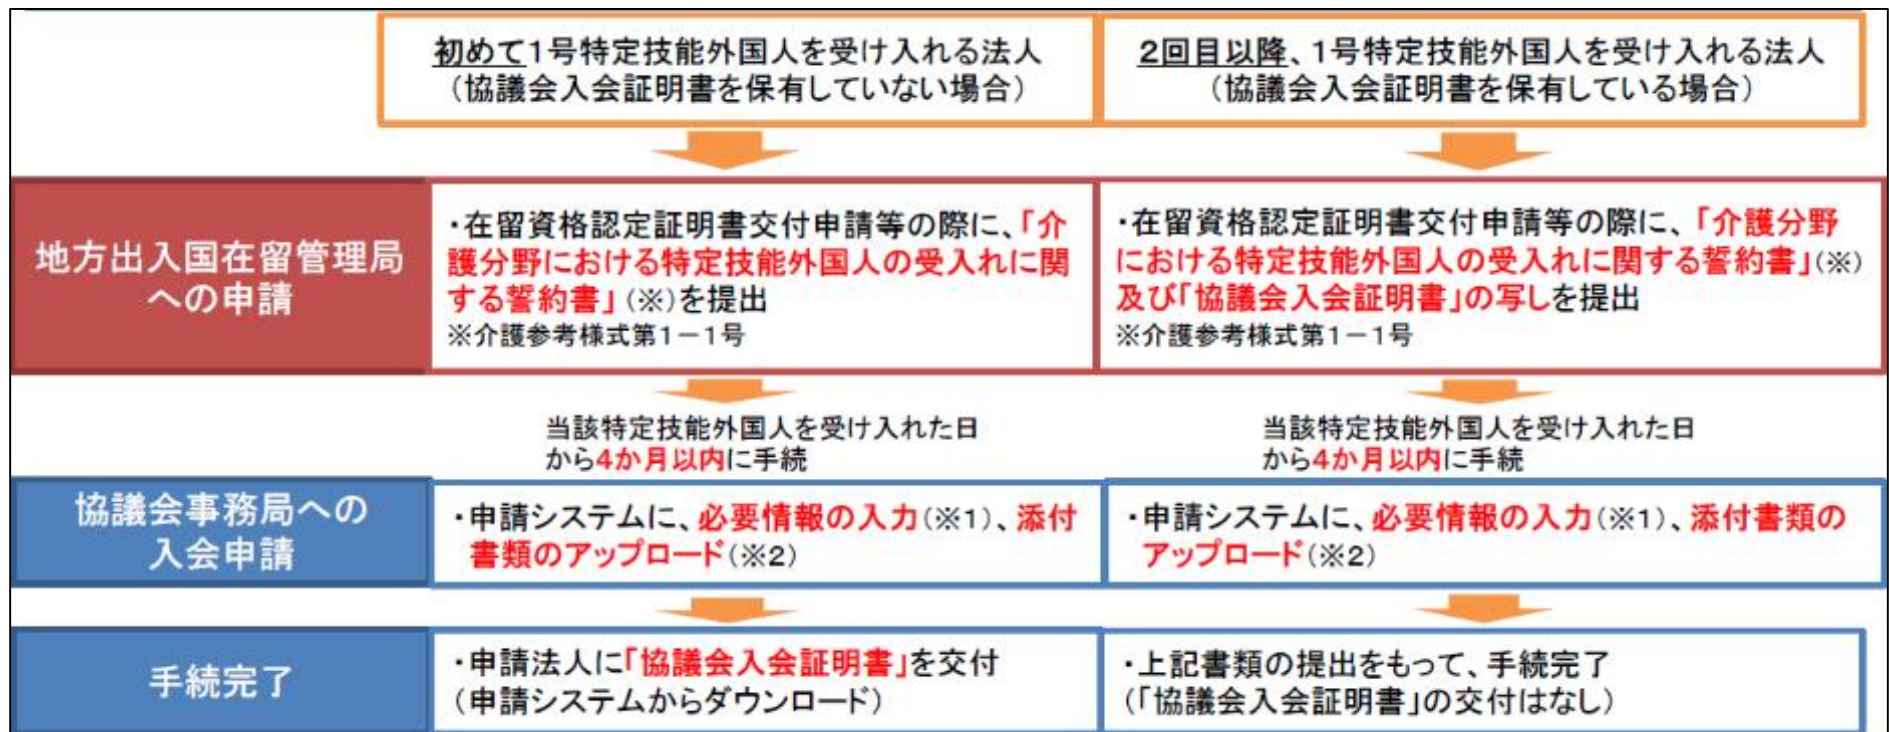 初めて1号特定技能外国人を受け入れる法人
（協議会入会証明書を保有していない場合）
2回目以降、1号特定技能外国人を受け入れる法人
（協議会入会証明書を保有している場合）
地方出入国在留管理局
への申請
・在留資格認定証明書交付申請等の際に、「介
護分野における特定技能外国人の受入れに関
する誓約書」（※）を提出
※介護参考様式第1－1号
・在留資格認定証明書交付申請等の際に、「介護分野
における特定技能外国人の受入れに関する誓約書」（※）
及び「協議会入会証明書」の写しを提出
※介護参考様式第1－1号
当該特定技能外国人を受け入れた日
から4か月以内に手続
当該特定技能外国人を受け入れた日
から4か月以内に手続
協議会事務局への
入会申請
・申請システムに、必要情報の入力（※1）、添付
書類のアップロード（※2）
・申請システムに、必要情報の入力（※1）、添付書類の
アップロード（※2）
手続完了
・申請法人に「協議会入会証明書」を交付
（申請システムからダウンロード）
・上記書類の提出をもって、手続完了
（「協議会入会証明書」の交付はなし）